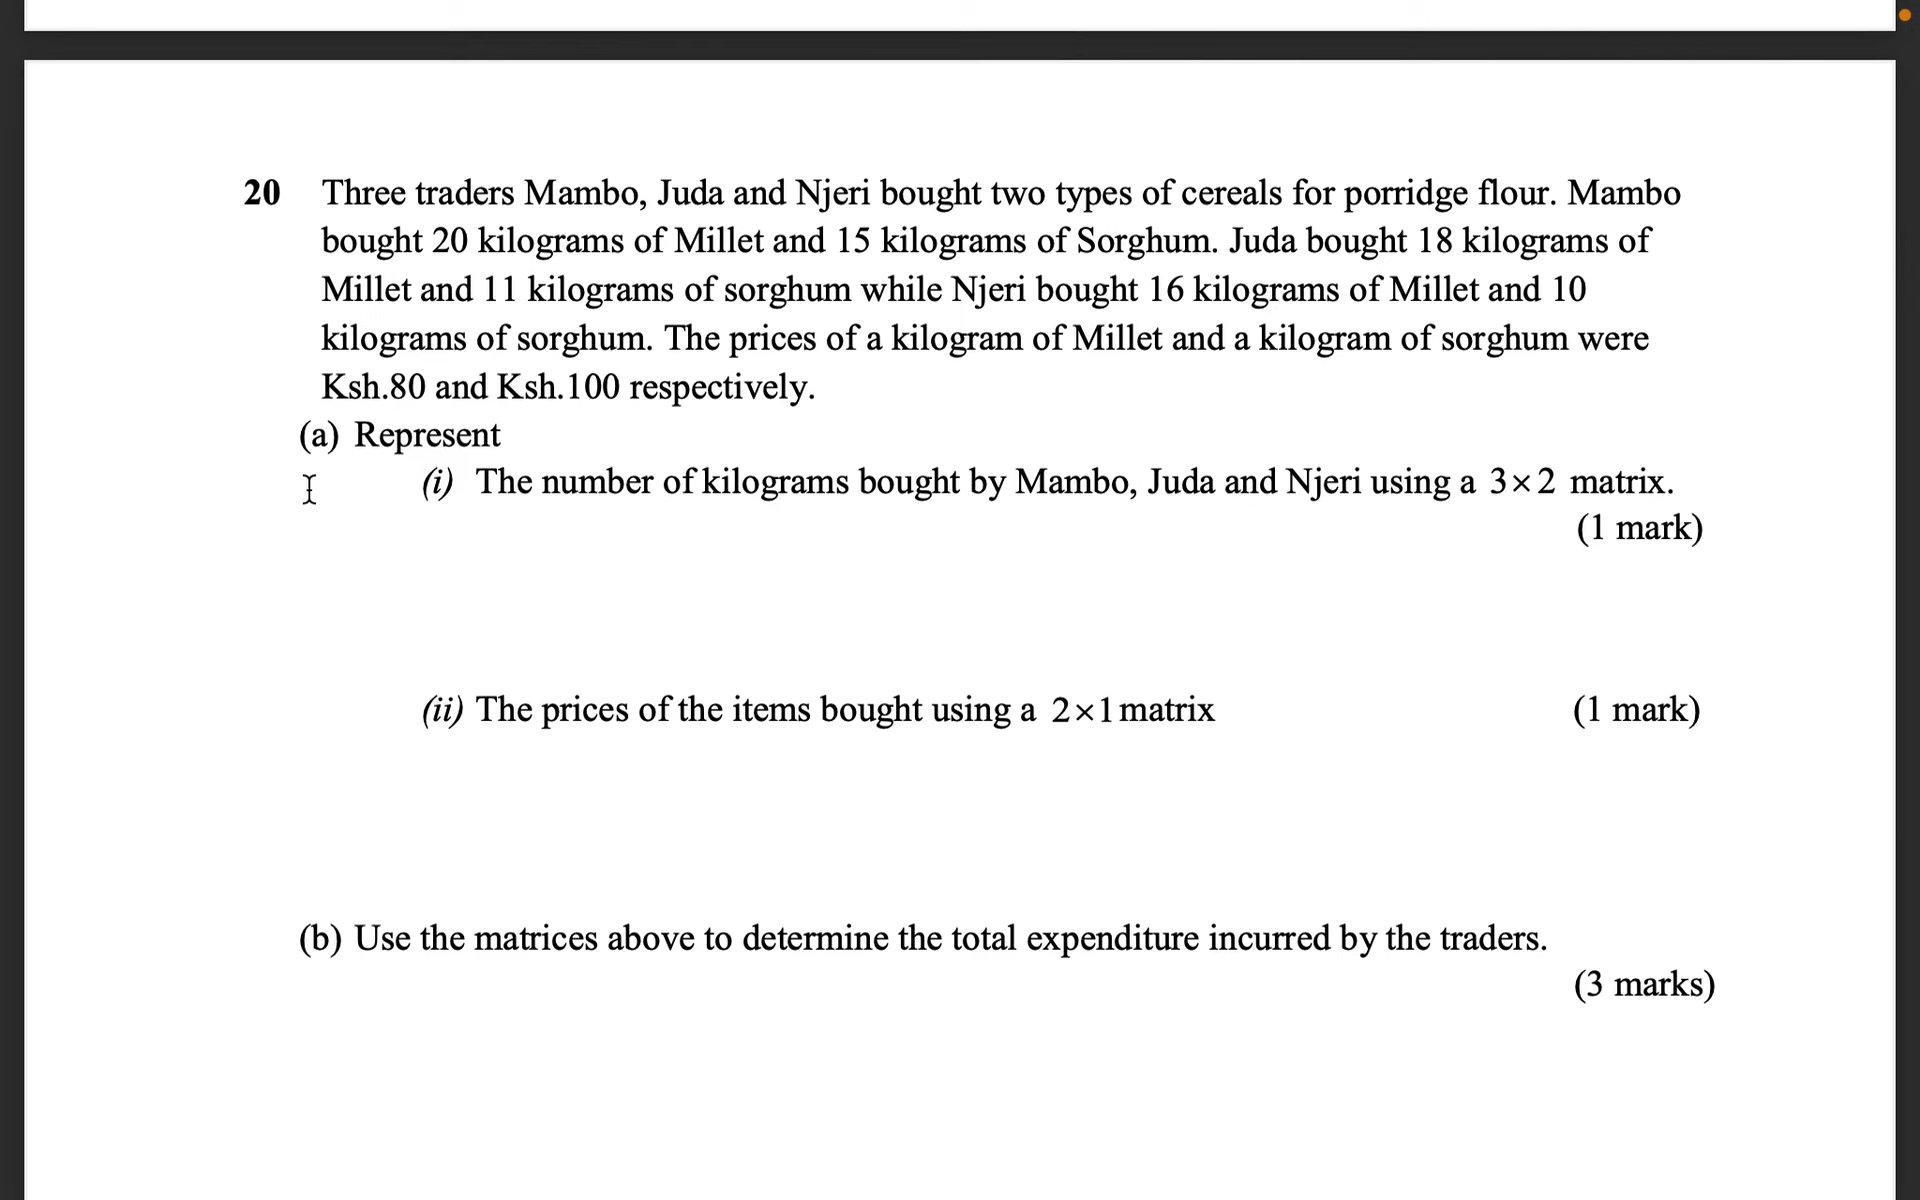 20 Three traders Mambo, Juda and Njeri bought two types of cereals for porridge flour. Mambo
bought 20 kilograms of Millet and 15 kilograms of Sorghum. Juda bought 18 kilograms of
Millet and 11 kilograms of sorghum while Njeri bought 16 kilograms of Millet and 10
kilograms of sorghum. The prices of a kilogram of Millet and a kilogram of sorghum were
Ksh.80 and Ksh.100 respectively.
(a) Represent
(i) The number of kilograms bought by Mambo, Juda and Njeri using a 3×2 matrix.
(1 mark)
(ii) The prices of the items bought using a 2×1 matrix (1 mark)
(b) Use the matrices above to determine the total expenditure incurred by the traders.
(3 marks)